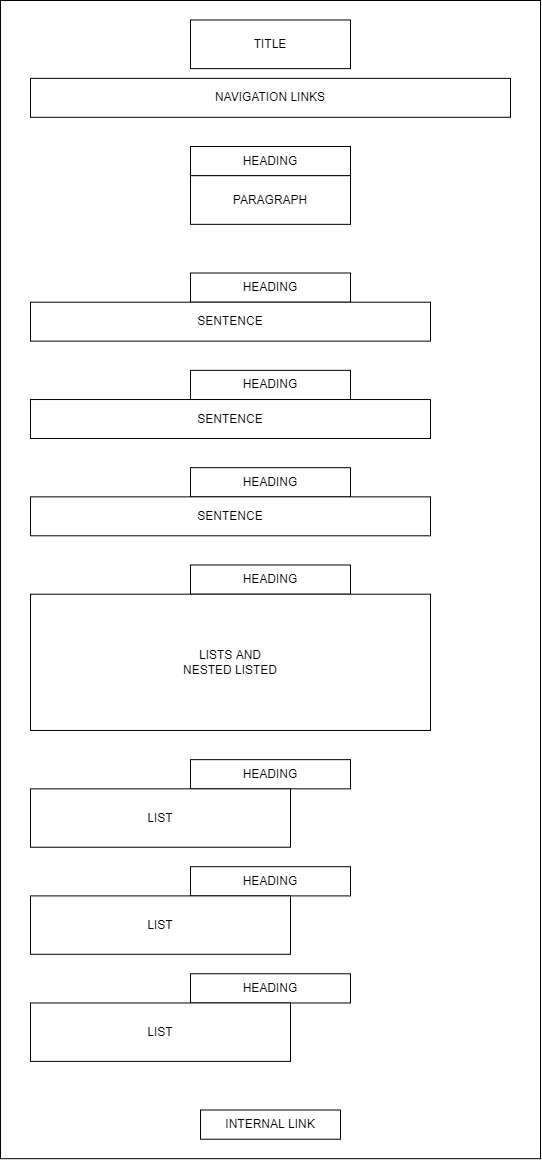 TITLE
NAVIGATION LINKS
HEADING
PARAGRAPH
HEADING
SENTENCE
HEADING
SENTENCE
HEADING
SENTENCE
HEADING
LISTS AND
NESTED LISTED
HEADING
LIST
HEADING
LIST
HEADING
LIST
INTERNAL LINK